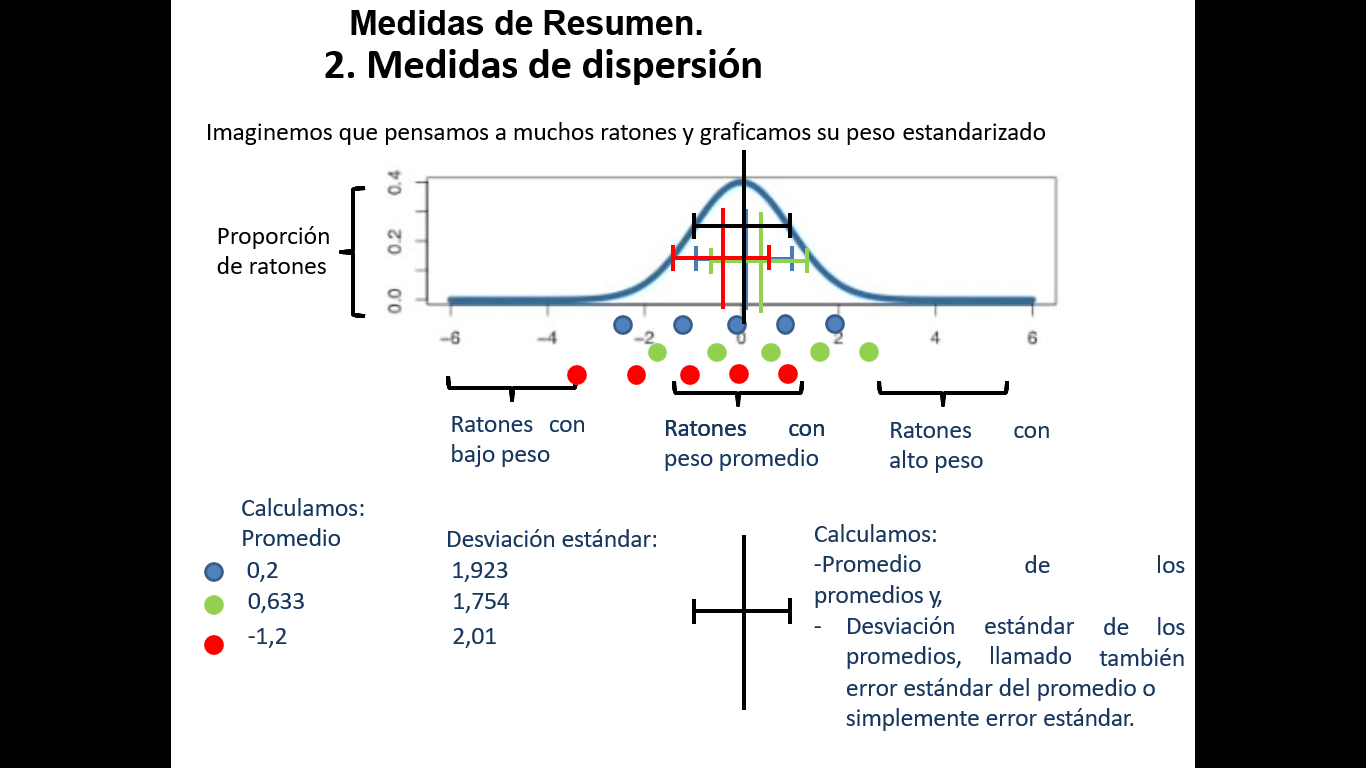 Medidas de Resumen.
2. Medidas de dispersión
Imaginemos que pensamos a muchos ratones y graficamos su peso estandarizado
Proporción
de ratones
0.4
0.2
0.0
−6 −4 −2 0 2 4 6
Ratones con
bajo peso
Ratones con
peso promedio
Ratones con
alto peso
Calculamos:
Promedio
Desviación estándar:
0,2 1,923
0,633 1,754
-1,2 2,01
Calculamos:
-Promedio de los
promedios y,
- Desviación estándar de los
promedios, llamado también
error estándar del promedio o
simplemente error estándar.